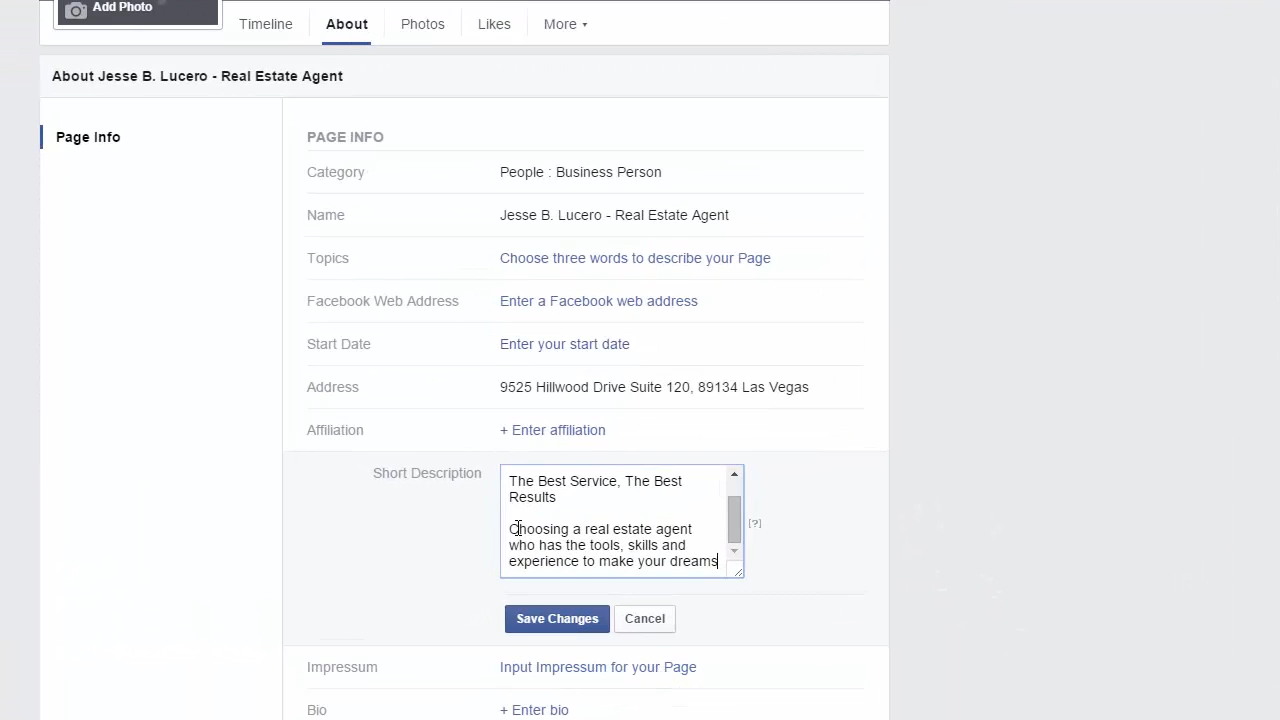 Add Photo
Timeline About Photos Likes More
About Jesse B. Lucero - Real Estate Agent
Page Info
PAGE INFO
Category People : Business Person
Name Jesse B. Lucero - Real Estate Agent
Topics Choose three words to describe your Page
Facebook Web Address Enter a Facebook web address
Start Date Enter your start date
Address 9525 Hillwood Drive Suite 120, 89134 Las Vegas
Affiliation + Enter affiliation
Short Description The Best Service, The Best
Results
Choosing a real estate agent
who has the tools, skills and
experience to make your dreams
[?]
Save Changes Cancel
Impressum Input Impressum for your Page
Bio + Enter bio